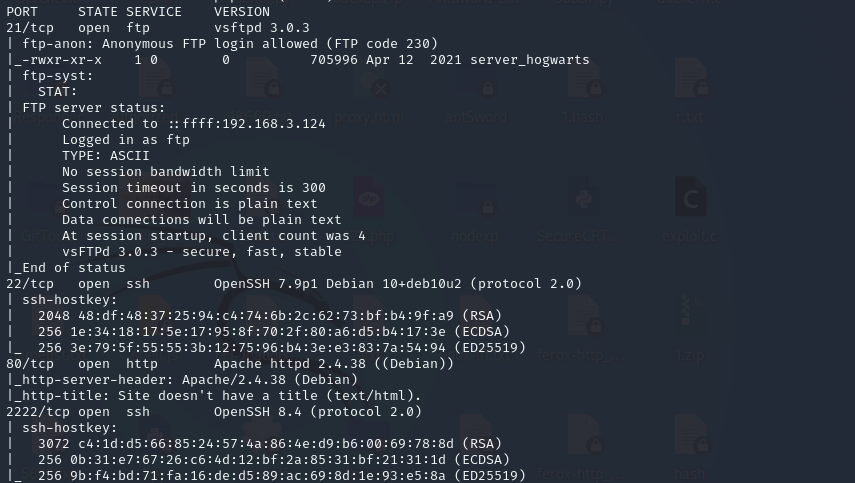 PORT     STATE SERVICE    VERSION
21/tcp   open  ftp        vsftpd 3.0.3
| ftp-anon: Anonymous FTP login allowed (FTP code 230)
|_-rwxr-xr-x    1 0        0          705996 Apr 12  2021 server_hogwarts
| ftp-syst:
|   STAT:
| FTP server status:
|      Connected to ::ffff:192.168.3.124
|      Logged in as ftp
|      TYPE: ASCII
|      No session bandwidth limit
|      Session timeout in seconds is 300
|      Control connection is plain text
|      Data connections will be plain text
|      At session startup, client count was 4
|      vsFTPd 3.0.3 - secure, fast, stable
|_End of status
22/tcp   open  ssh        OpenSSH 7.9p1 Debian 10+deb10u2 (protocol 2.0)
| ssh-hostkey:
|   2048 48:df:48:37:25:94:c4:74:6b:2c:62:73:bf:b4:9f:a9 (RSA)
|   256 1e:34:18:17:5e:17:95:8f:70:2f:80:a6:d5:b4:17:3e (ECDSA)
|_  256 3e:79:5f:55:55:3b:12:75:96:b4:3e:e3:83:7a:54:94 (ED25519)
80/tcp   open  http       Apache httpd 2.4.38 ((Debian))
|_http-server-header: Apache/2.4.38 (Debian)
|_http-title: Site doesn't have a title (text/html).
2222/tcp open  ssh        OpenSSH 8.4 (protocol 2.0)
| ssh-hostkey:
|   3072 c4:1d:d5:66:85:24:57:4a:86:4e:d9:b6:00:69:78:8d (RSA)
|   256 0b:31:e7:67:26:c6:4d:12:bf:2a:85:31:bf:21:31:1d (ECDSA)
|_  256 9b:f4:bd:71:fa:16:de:d5:89:ac:69:8d:1e:93:e5:8a (ED25519)